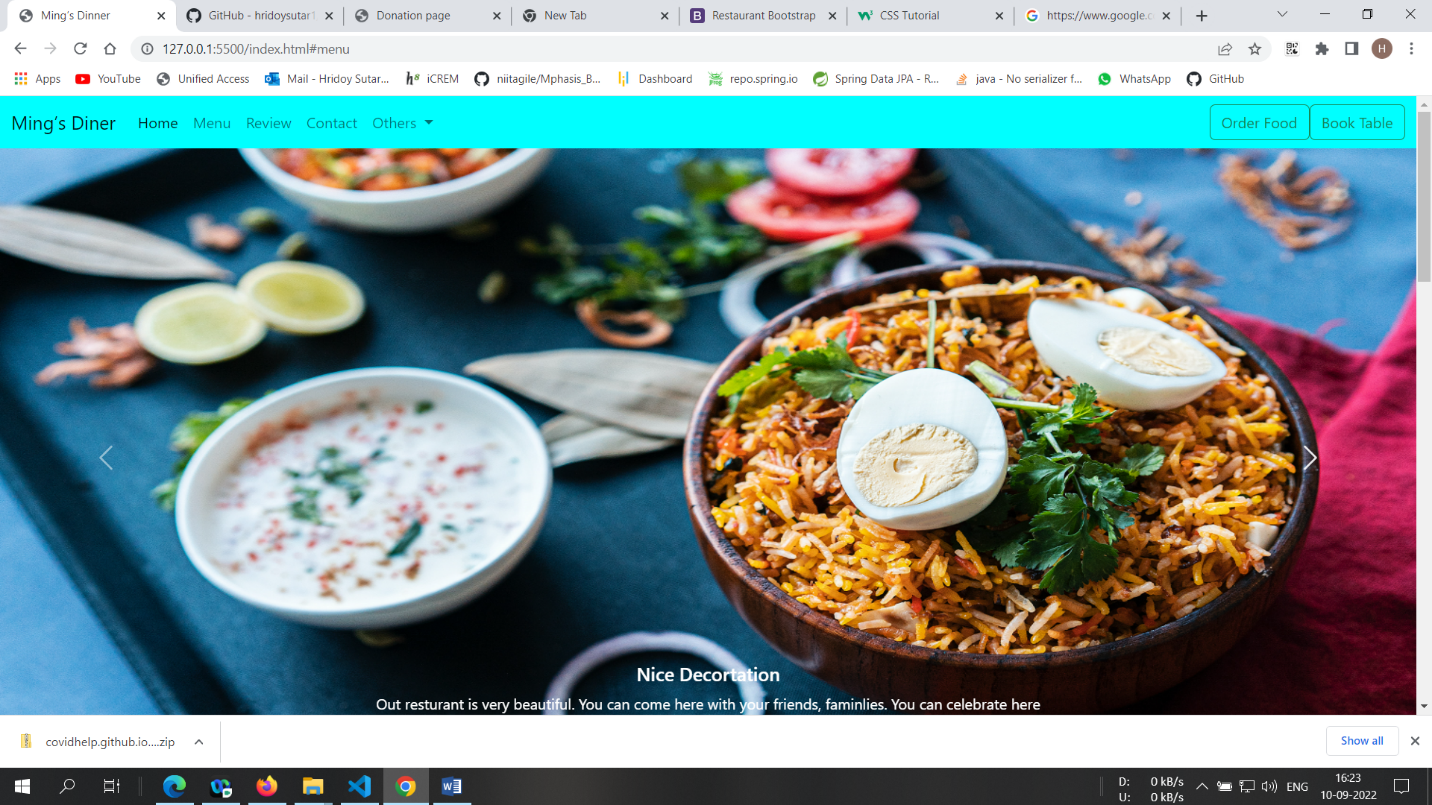 Ming's Dinner
GitHub - hridoysutar1
Donation page
New Tab
Restaurant Bootstrap
CSS Tutorial
https://www.google.c
127.0.0.1:5500/index.html#menu
H
Apps
YouTube
Unified Access
Mail - Hridoy Sutar...
iCREM
niitagile/Mphasis_B...
Dashboard
repo.spring.io
Spring Data JPA - R...
java - No serializer f...
WhatsApp
GitHub
Ming's Diner
Home
Menu
Review
Contact
Others
Order Food
Book Table
Nice Decortation
Out resturant is very beautiful. You can come here with your friends, faminlies. You can celebrate here
covidhelp.github.io....zip
Show all
D: 0 kB/s
U: 0 kB/s
ENG
16:23
10-09-2022